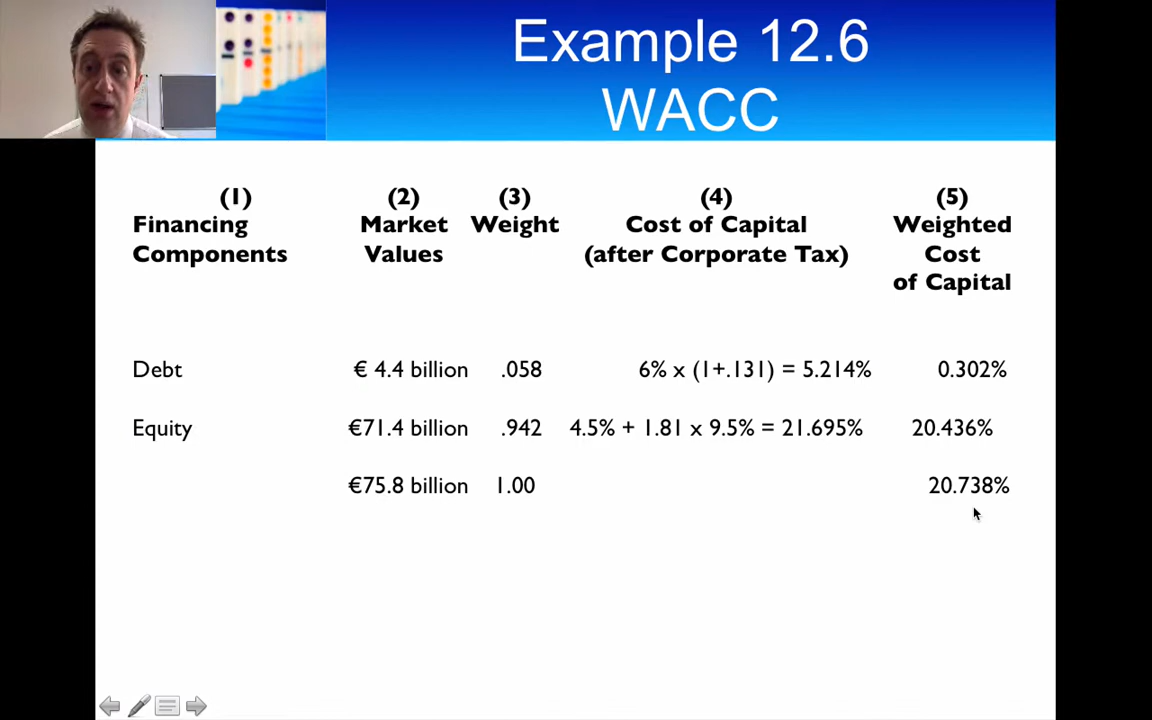 Example 12.6
WACC
(1) (2) (3) (4) (5)
Financing Market Weight Cost of Capital Weighted
Components Values (after Corporate Tax) Cost
of Capital
Debt € 4.4 billion .058 6% x (1+.131) = 5.214% 0.302%
Equity €71.4 billion .942 4.5% + 1.81 x 9.5% = 21.695% 20.436%
€75.8 billion 1.00 20.738%